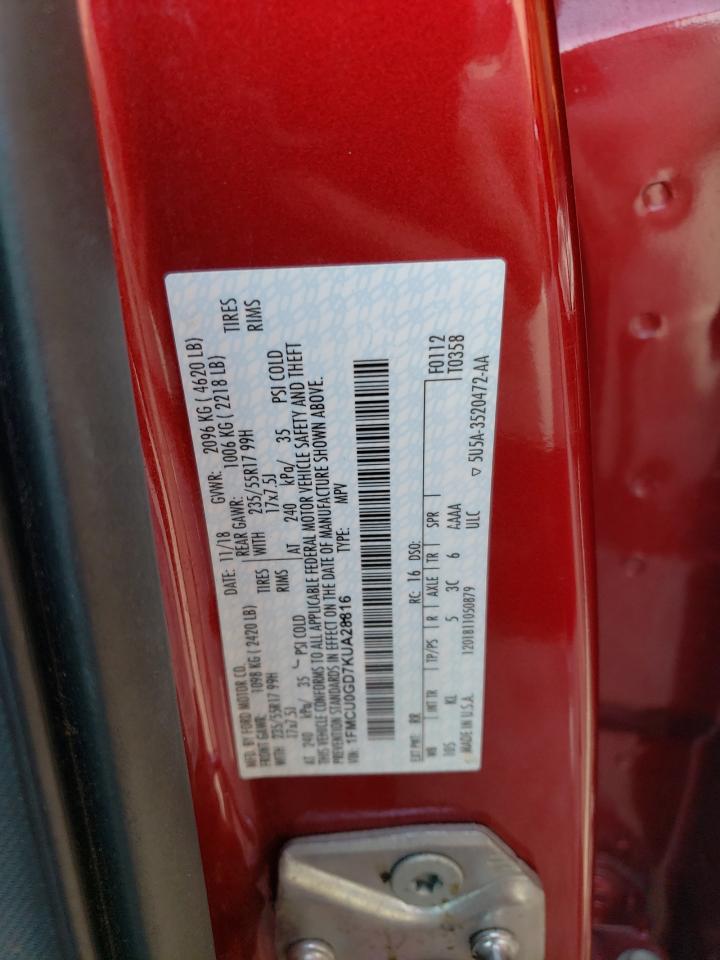 MFD. BY FORD MOTOR CO.
DATE: 11/18 GVWR: 2096 KG ( 4620 LB)
FRONT GAWR: 1098 KG ( 2420 LB) REAR GAWR: 1006 KG ( 2218 LB)
WITH 235/55R17 99H TIRES WITH 235/55R17 99H TIRES
17x7.5J RIMS 17x7.5J RIMS
AT 240 kPa/ 35 PSI COLD AT 240 kPa/ 35 PSI COLD
THIS VEHICLE CONFORMS TO ALL APPLICABLE FEDERAL MOTOR VEHICLE SAFETY AND THEFT
PREVENTION STANDARDS IN EFFECT ON THE DATE OF MANUFACTURE SHOWN ABOVE.
VIN: 1FMCU0GD7KUA28816 TYPE: MPV
F0112
T0358
EXT PNT: RR RC: 16 DSO:
WB INT TR TP/PS R AXLE TR SPR
105 KL 5 3C 6 AAAA
MADE IN U.S.A. 1201811050879 ULC
▽ 5U5A-3520472-AA